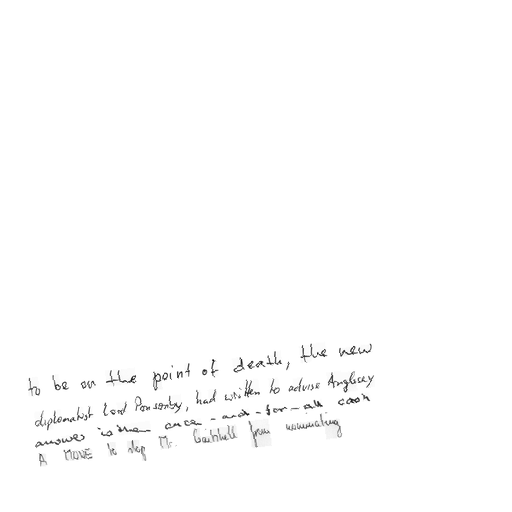 to be on the point of death, the new
diplomatist Lord Ponsonby, had written to advise Anglesey
answer is the once-and-for-all cash
A MOVE to stop Mr. Gaitskell from nominating